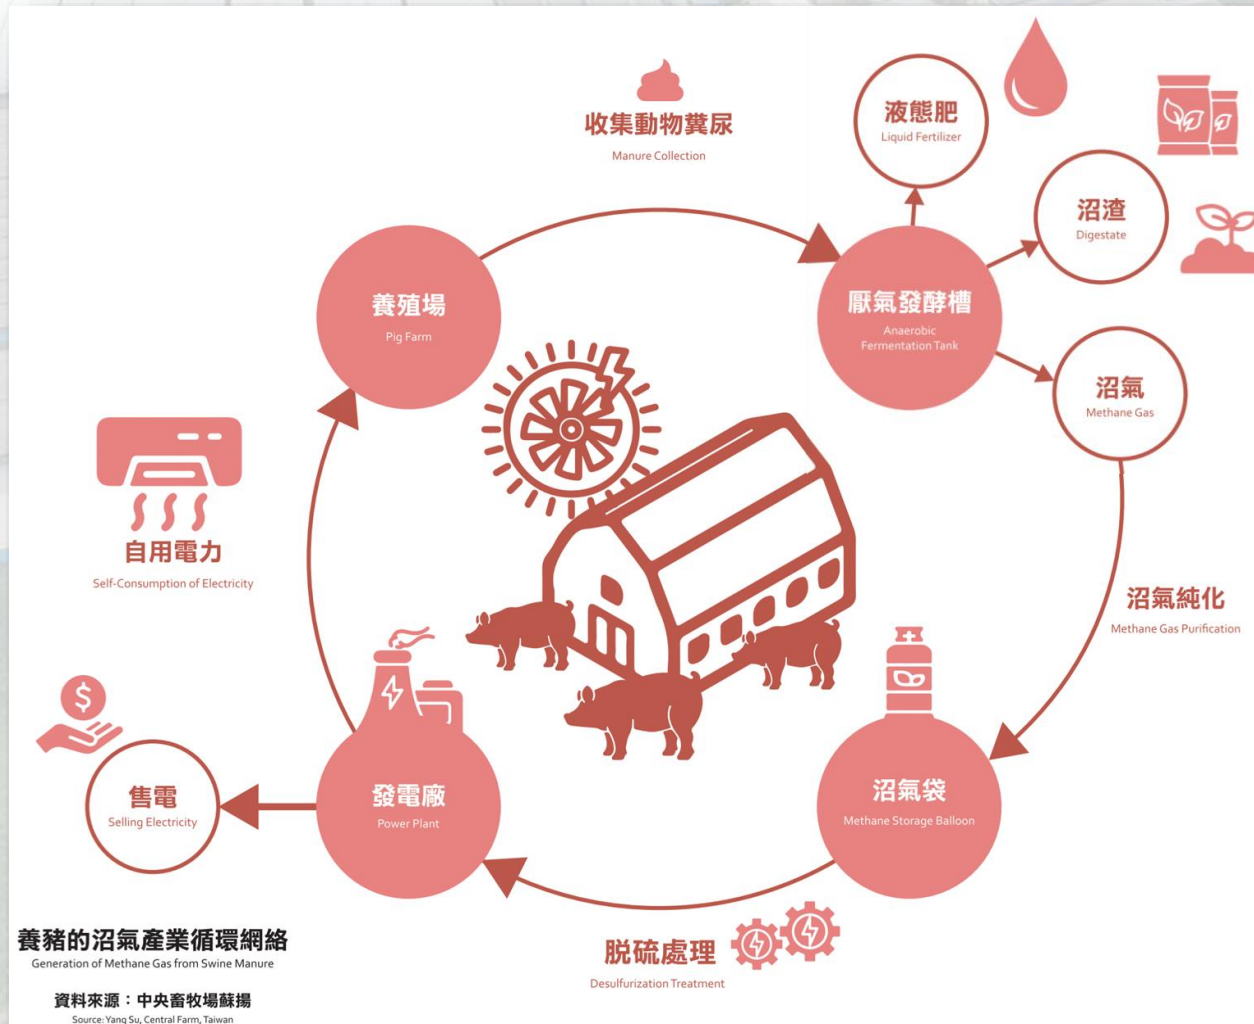 收集動物糞尿
Manure Collection
液態肥
Liquid Fertilizer
沼渣
Digestate
養殖場
Pig Farm
厭氣發酵槽
Anaerobic
Fermentation Tank
沼氣
Methane Gas
自用電力
Self-Consumption of Electricity
沼氣純化
Methane Gas Purification
$
售電
Selling Electricity
發電廠
Power Plant
沼氣袋
Methane Storage Balloon
脱硫處理
Desulfurization Treatment
養豬的沼氣產業循環網絡
Generation of Methane Gas from Swine Manure
資料來源：中央畜牧場蘇揚
Source: Yang Su, Central Farm, Taiwan